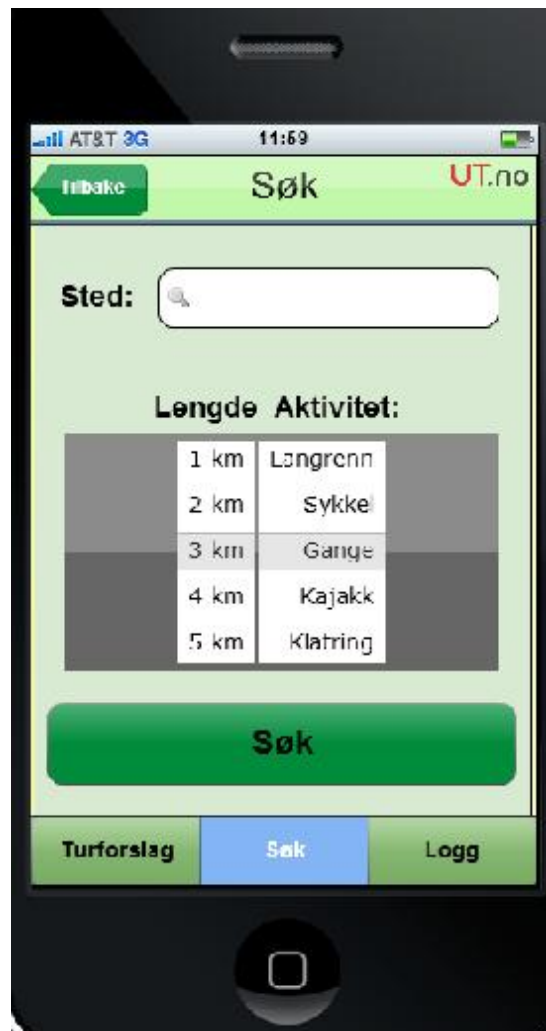 AT&T 3G 11:59
Tilbake Søk UT.no
Sted:
Lengde Aktivitet:
1 km Langrenn
2 km Sykkel
3 km Gange
4 km Kajakk
5 km Klatring
Søk
Turforslag Søk Logg